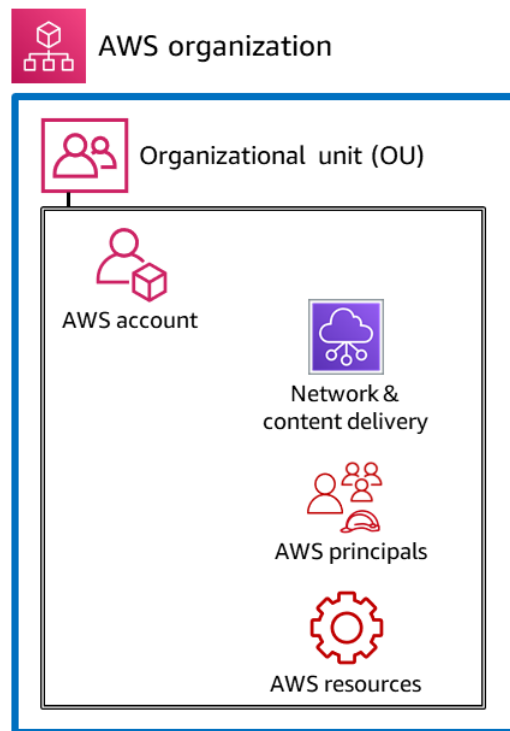 AWS organization
Organizational unit (OU)
AWS account
Network &
content delivery
AWS principals
AWS resources